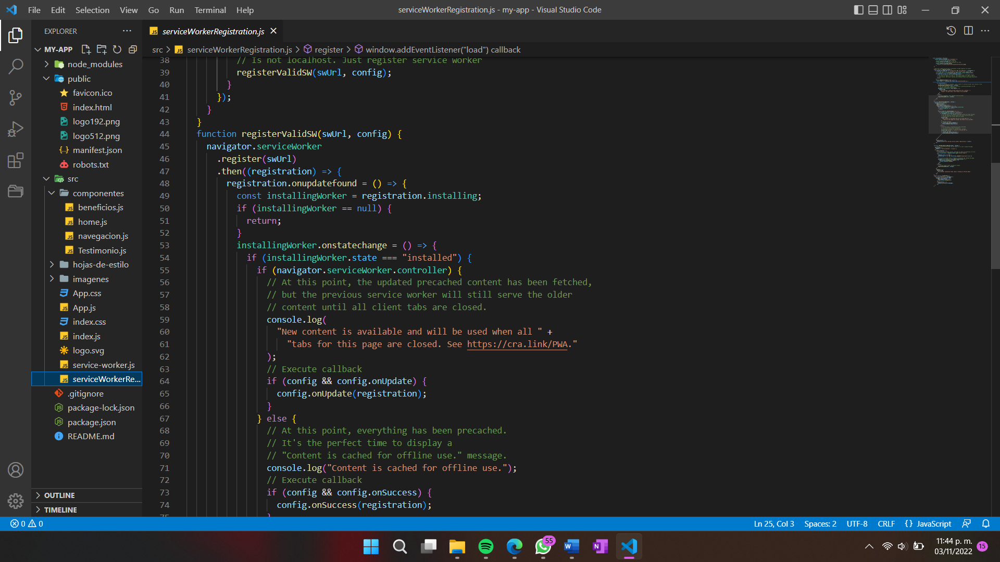 File Edit Selection View Go Run Terminal Help
serviceWorkerRegistration.js - my-app - Visual Studio Code
EXPLORER
MY-APP
node_modules
public
favicon.ico
index.html
logo192.png
logo512.png
manifest.json
robots.txt
src
componentes
beneficios.js
home.js
navegacion.js
Testimonio.js
hojas-de-estilo
imagenes
App.css
App.js
index.css
index.js
logo.svg
service-worker.js
serviceWorkerRe...
.gitignore
package-lock.json
package.json
README.md
OUTLINE
TIMELINE
serviceWorkerRegistration.js
src > serviceWorkerRegistration.js > register > window.addEventListener("load") callback
38 // Is not localhost. Just register service worker
39 registerValidSW(swUrl, config);
40 }
41 });
42 }
43 }
44 function registerValidSW(swUrl, config) {
45 navigator.serviceWorker
46 .register(swUrl)
47 .then((registration) => {
48 registration.onupdatefound = () => {
49 const installingWorker = registration.installing;
50 if (installingWorker == null) {
51 return;
52 }
53 installingWorker.onstatechange = () => {
54 if (installingWorker.state === "installed") {
55 if (navigator.serviceWorker.controller) {
56 // At this point, the updated precached content has been fetched,
57 // but the previous service worker will still serve the older
58 // content until all client tabs are closed.
59 console.log(
60 "New content is available and will be used when all " +
61 "tabs for this page are closed. See https://cra.link/PWA."
62 );
63 // Execute callback
64 if (config && config.onUpdate) {
65 config.onUpdate(registration);
66 }
67 } else {
68 // At this point, everything has been precached.
69 // It's the perfect time to display a
70 // "Content is cached for offline use." message.
71 console.log("Content is cached for offline use.");
72 // Execute callback
73 if (config && config.onSuccess) {
74 config.onSuccess(registration);
75 }
0 0
Ln 25, Col 3 Spaces: 2 UTF-8 CRLF {} JavaScript
55
11:44 p. m.
03/11/2022
15